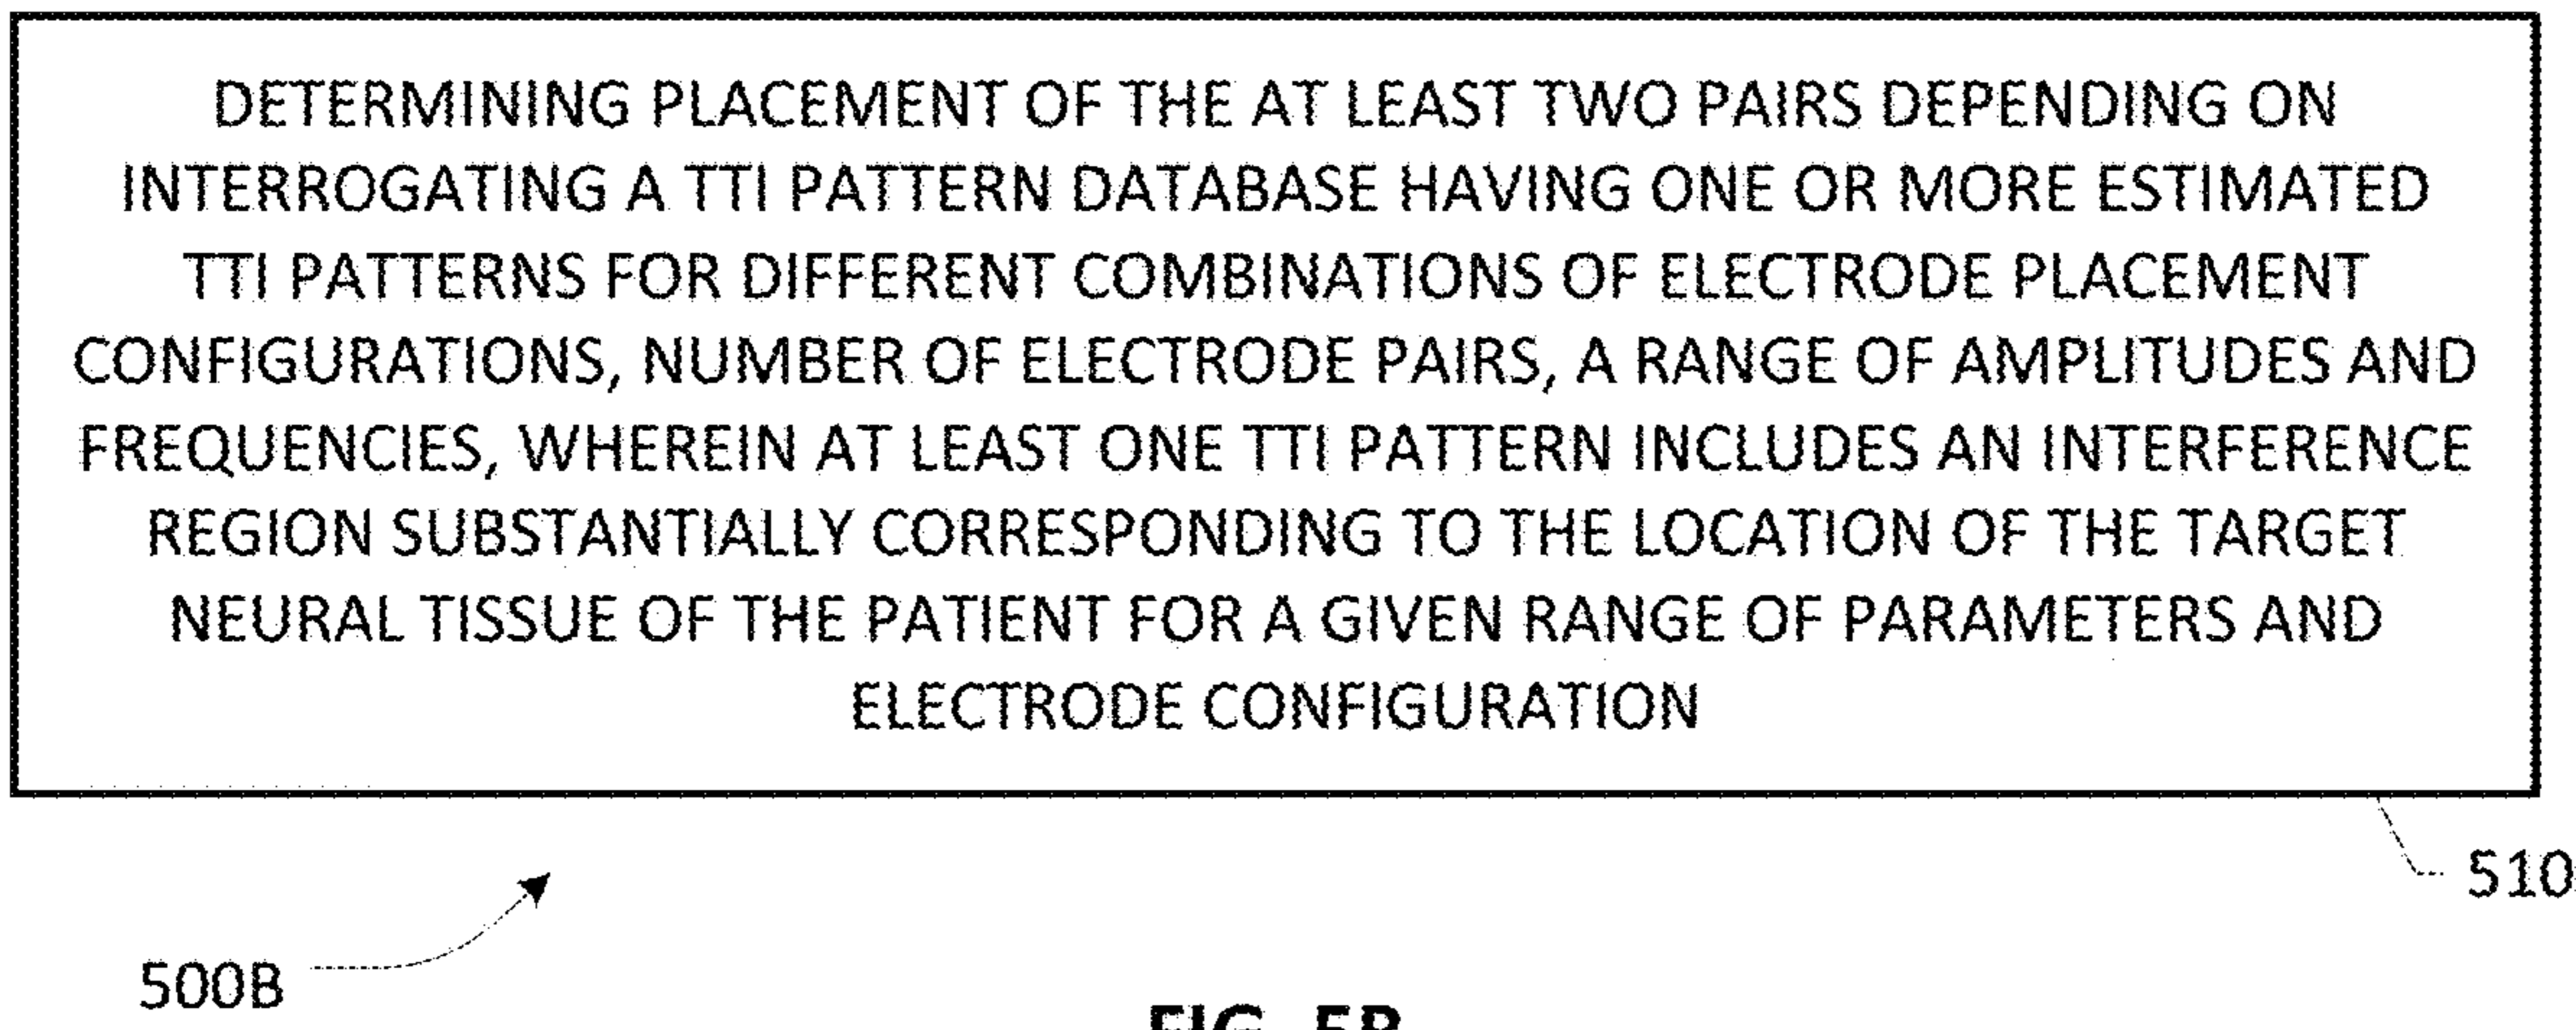 DETERMINING PLACEMENT OF THE AT LEAST TWO PAIRS DEPENDING ON
INTERROGATING A TTI PATTERN DATABASE HAVING ONE OR MORE ESTIMATED
TTI PATTERNS FOR DIFFERENT COMBINATIONS OF ELECTRODE PLACEMENT
CONFIGURATIONS, NUMBER OF ELECTRODE PAIRS, A RANGE OF AMPLITUDES AND
FREQUENCIES, WHEREIN AT LEAST ONE TTI PATTERN INCLUDES AN INTERFERENCE
REGION SUBSTANTIALLY CORRESPONDING TO THE LOCATION OF THE TARGET
NEURAL TISSUE OF THE PATIENT FOR A GIVEN RANGE OF PARAMETERS AND
ELECTRODE CONFIGURATION
510
500B
FIG. 5B